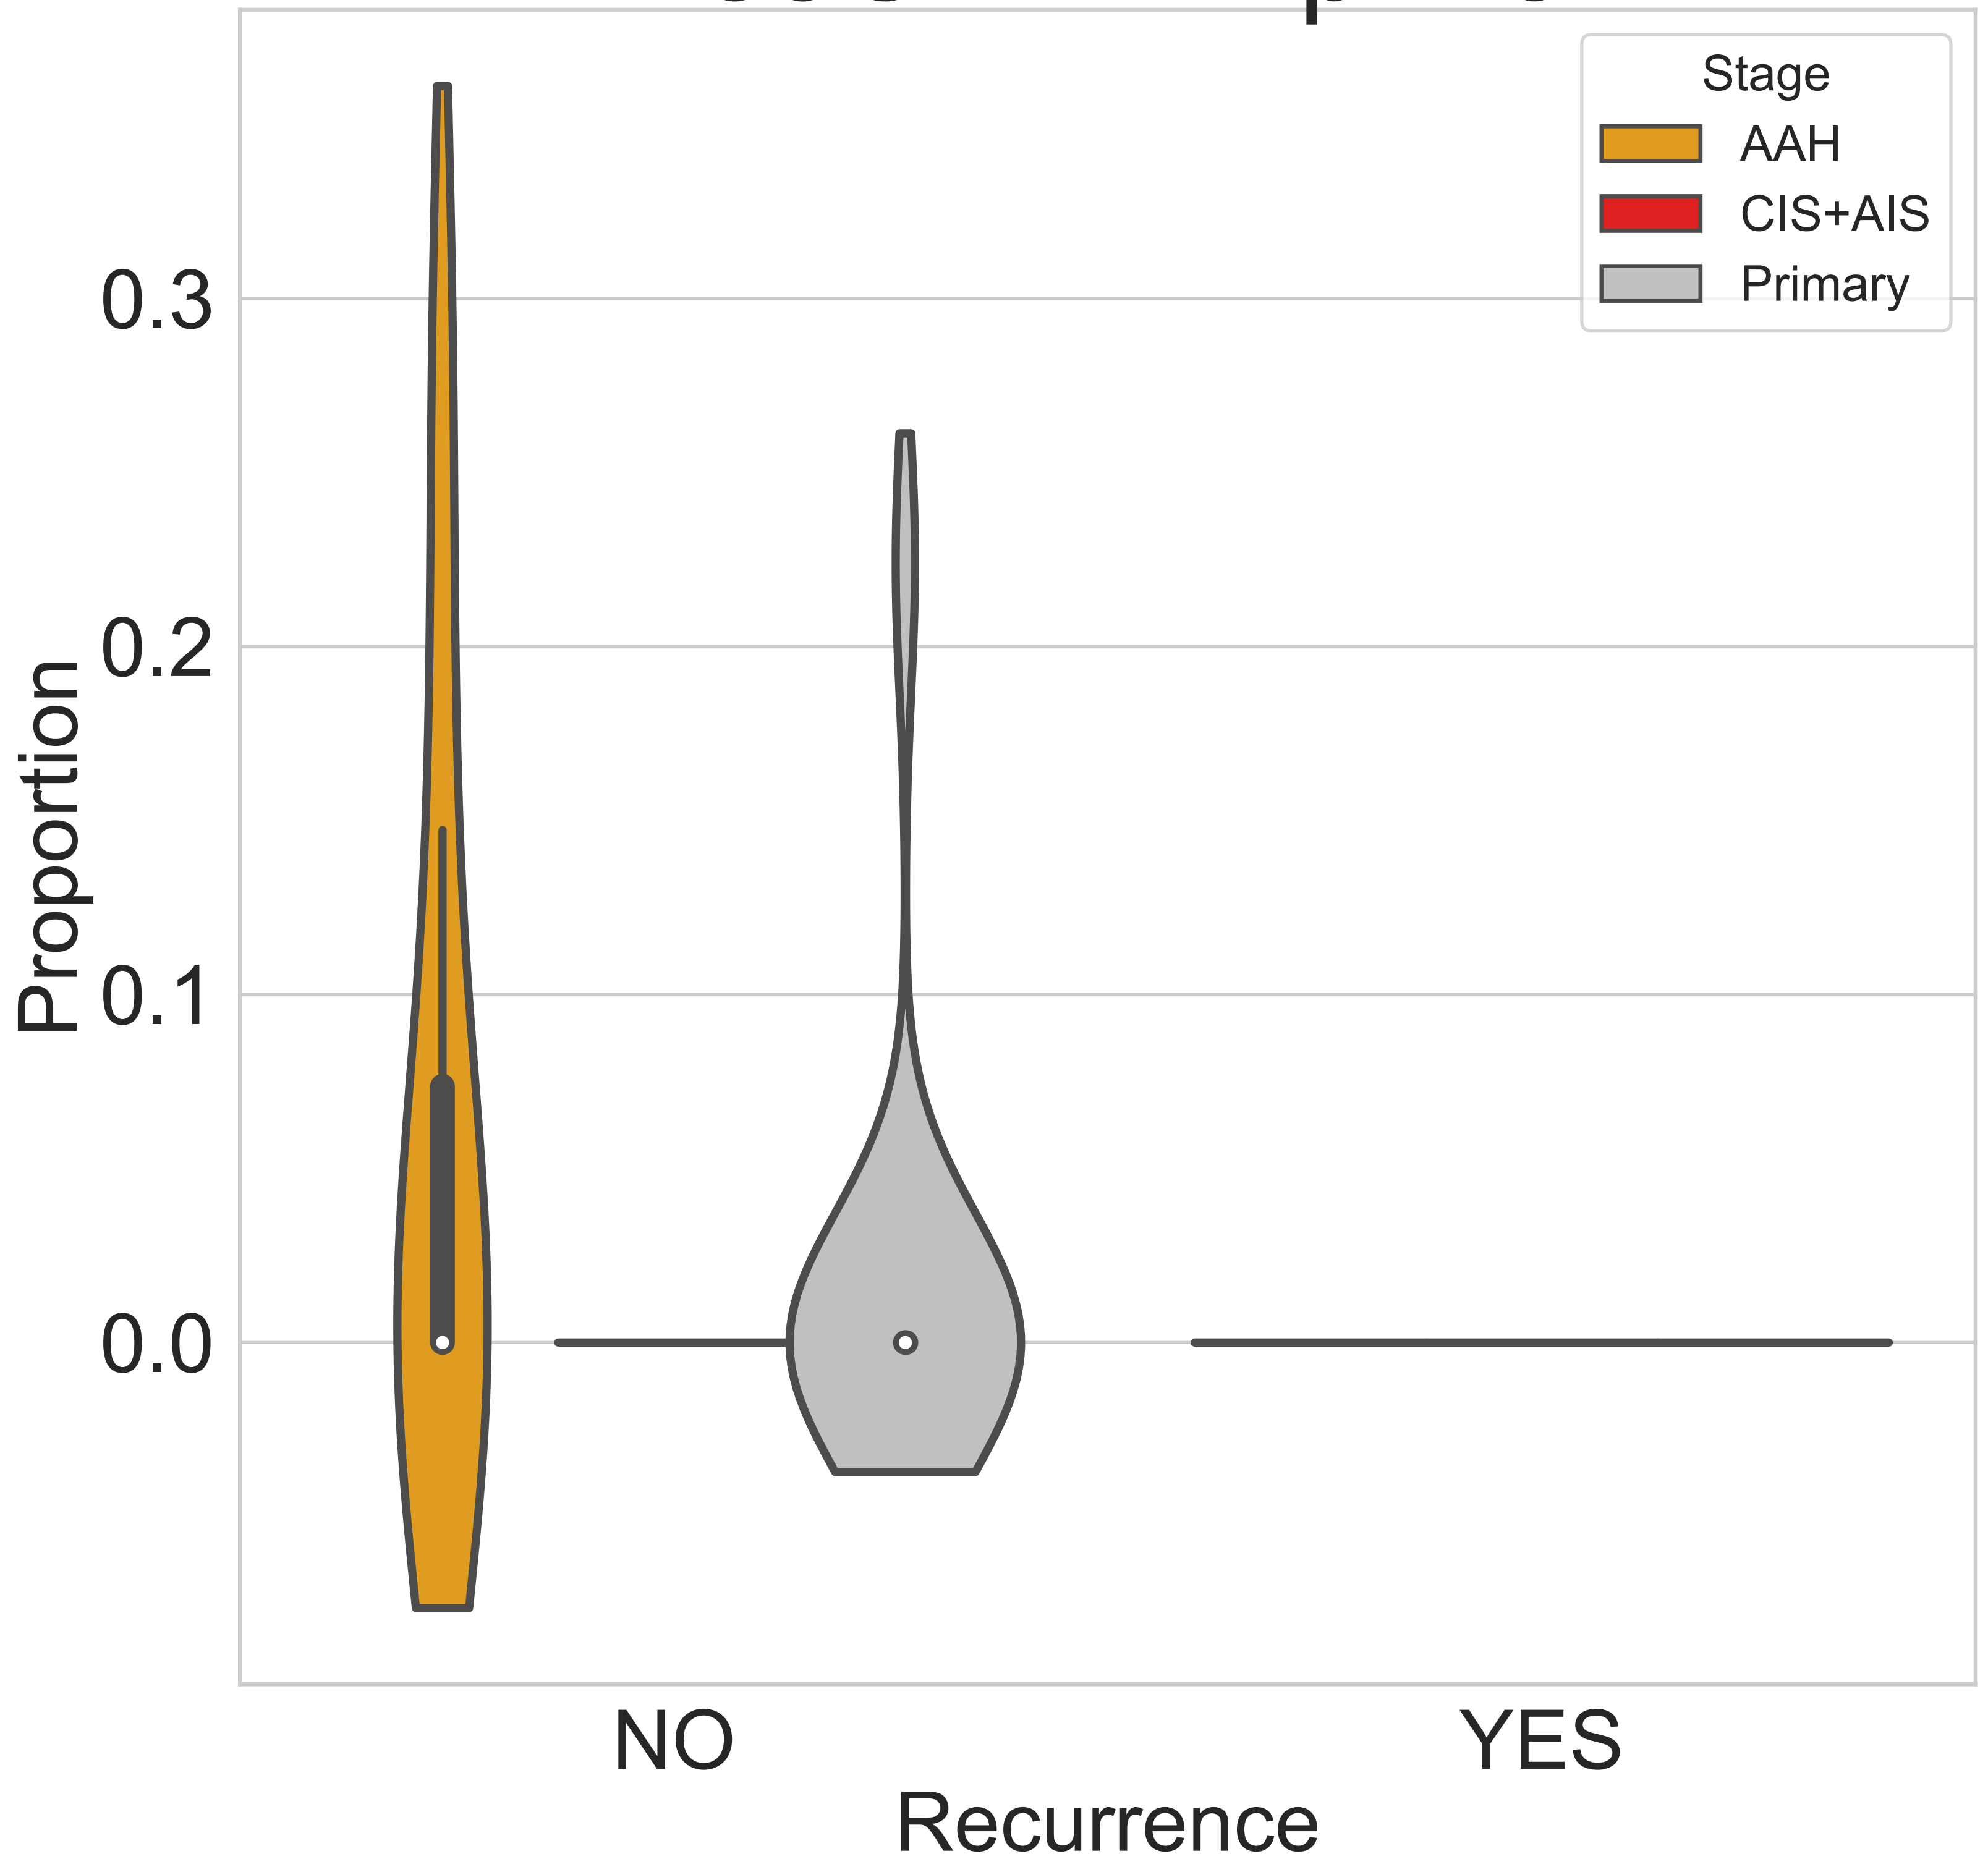 Stage
AAH
CIS+AIS
Primary
0.3
0.2
0.1
0.0
Proportion
NO
YES
Recurrence